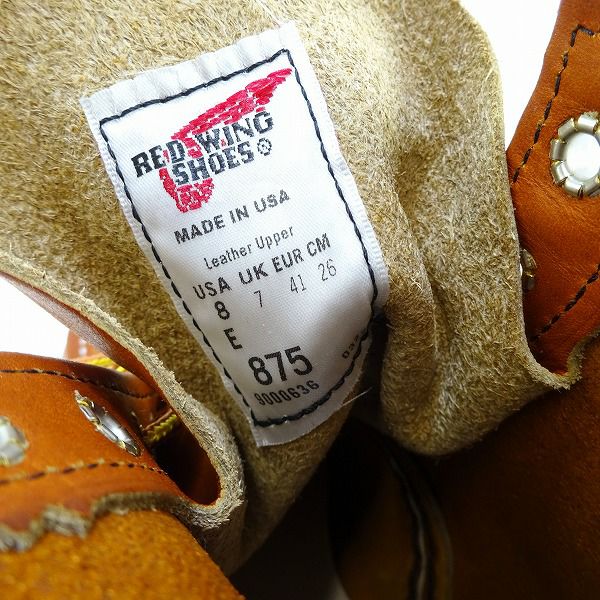 RED WING
SHOES®
MADE IN USA
Leather Upper
USA UK EUR CM
8 7 41 26
E
875
9000636